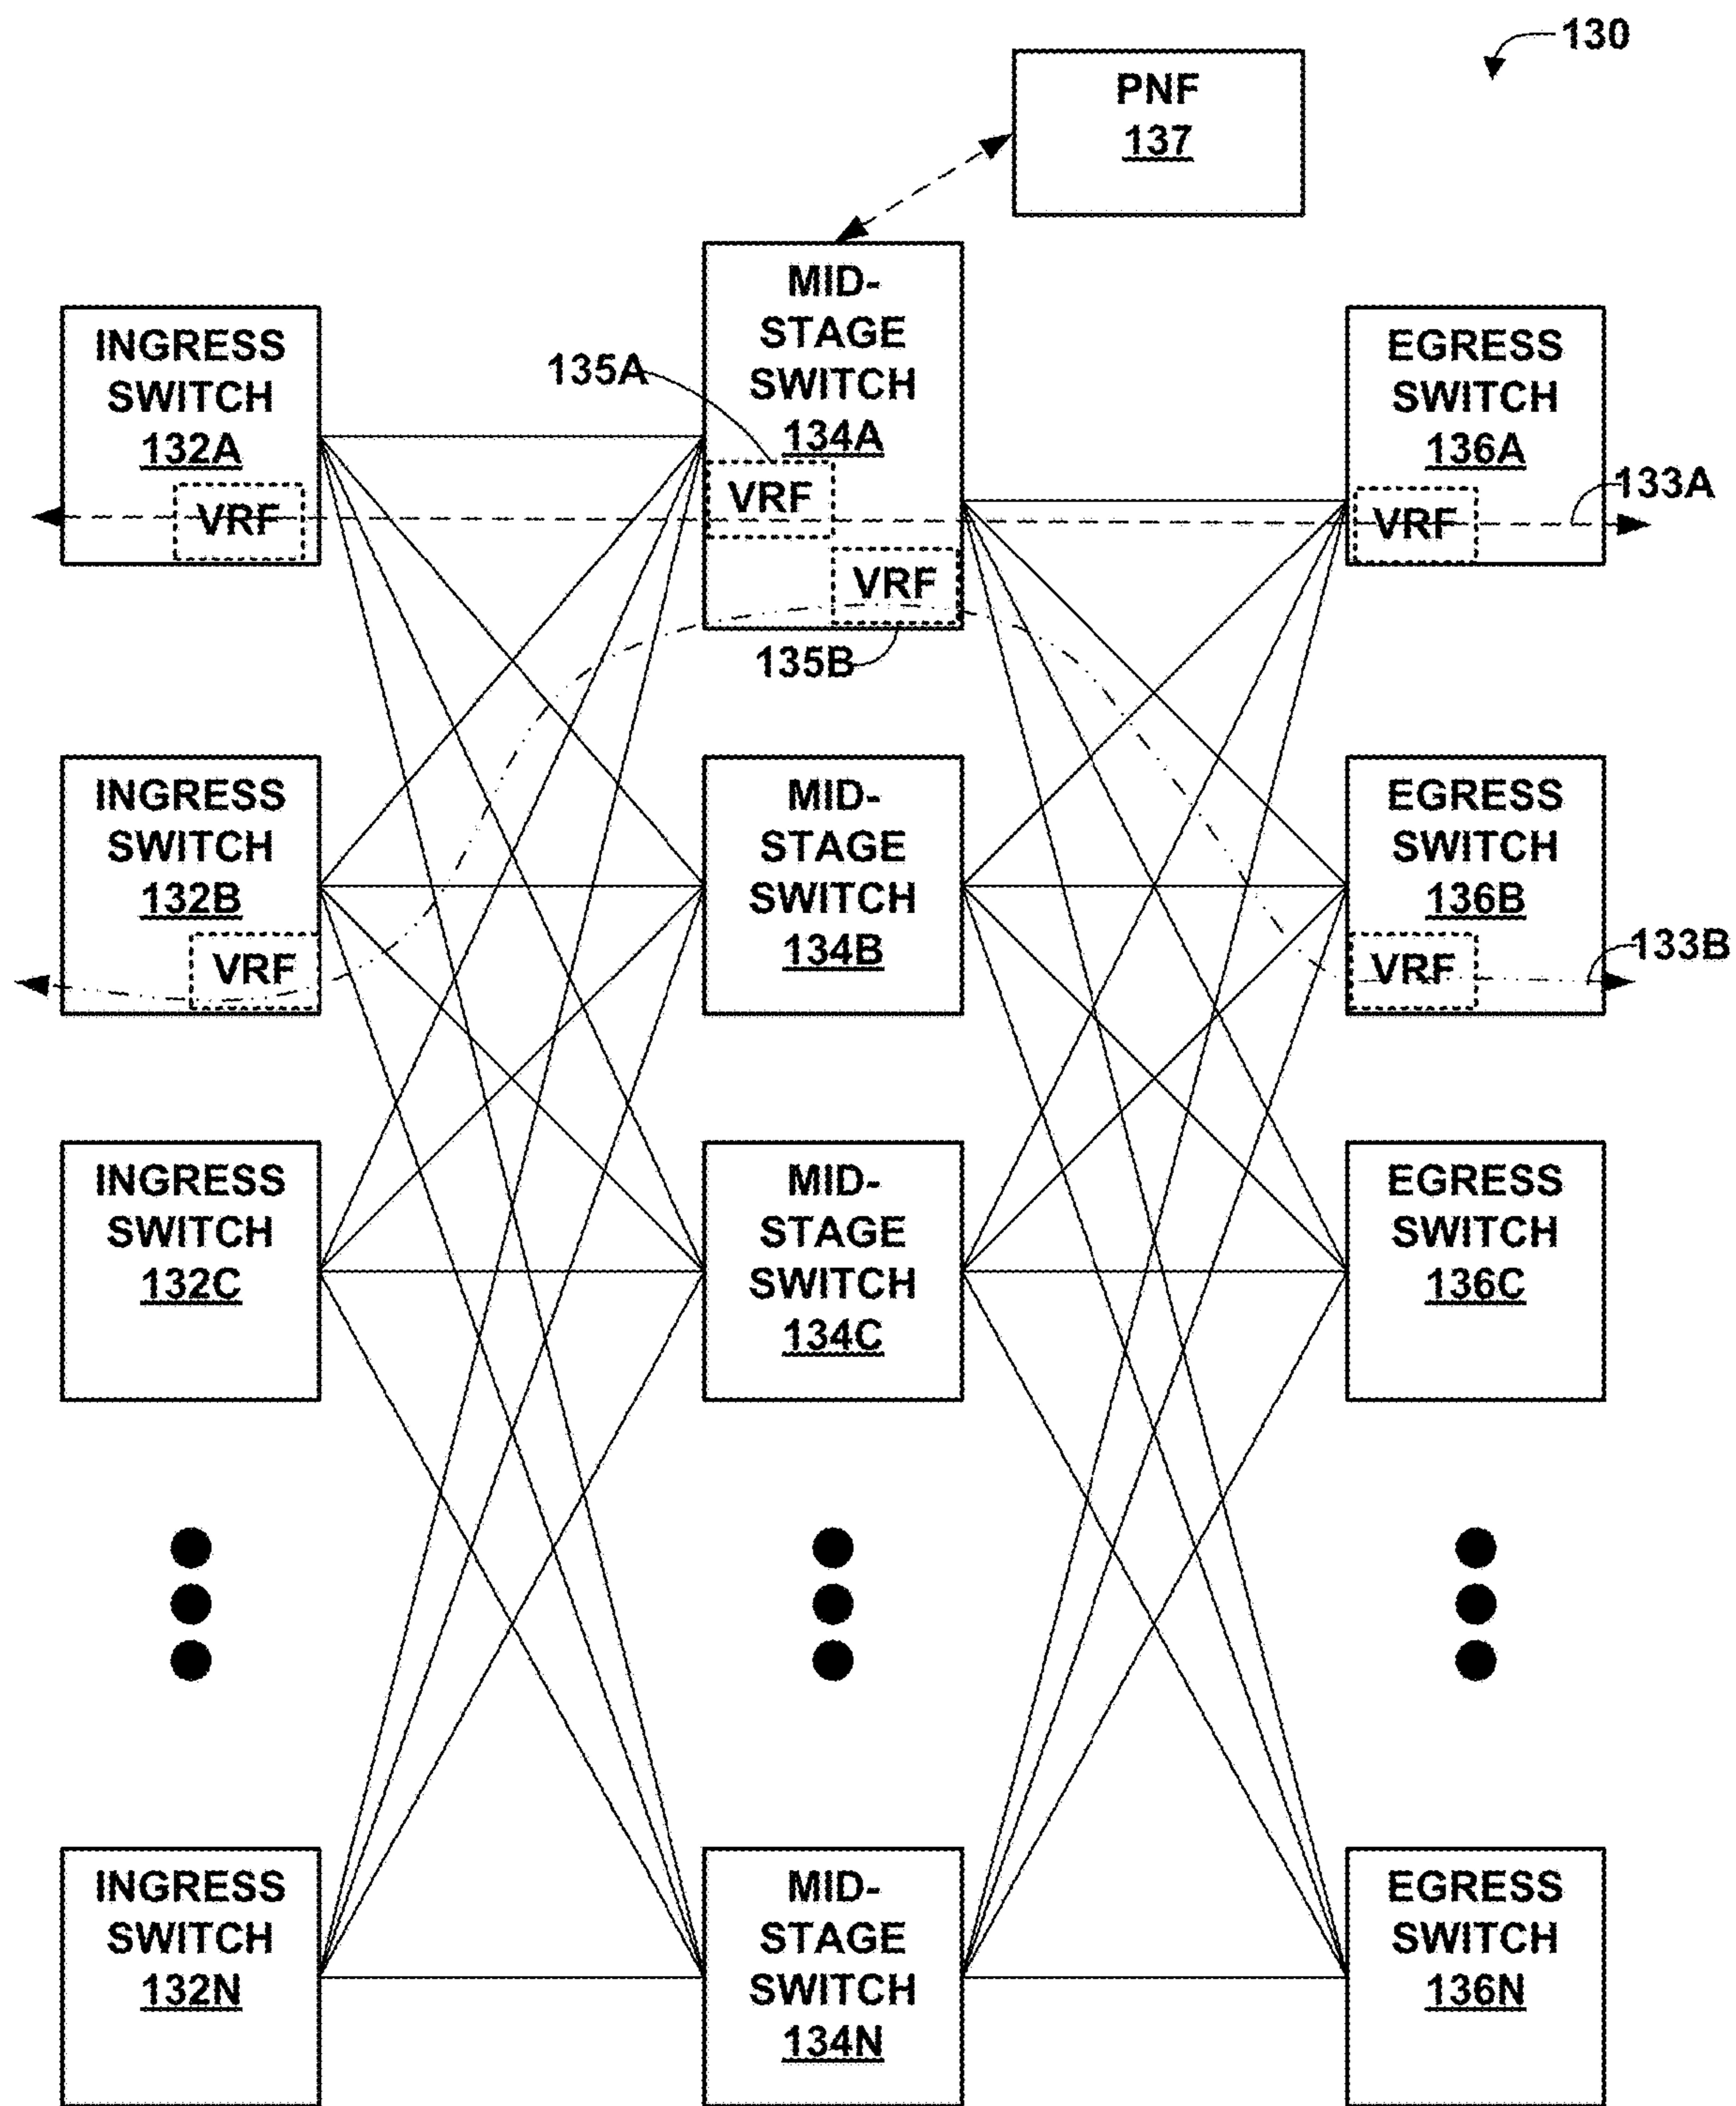 130
PNF
137
MID-
STAGE
SWITCH
134A
INGRESS
SWITCH
132A
EGRESS
SWITCH
136A
135A
VRF
VRF
VRF
133A
VRF
135B
INGRESS
SWITCH
132B
MID-
STAGE
SWITCH
134B
EGRESS
SWITCH
136B
VRF
VRF
133B
INGRESS
SWITCH
132C
MID-
STAGE
SWITCH
134C
EGRESS
SWITCH
136C
INGRESS
SWITCH
132N
MID-
STAGE
SWITCH
134N
EGRESS
SWITCH
136N